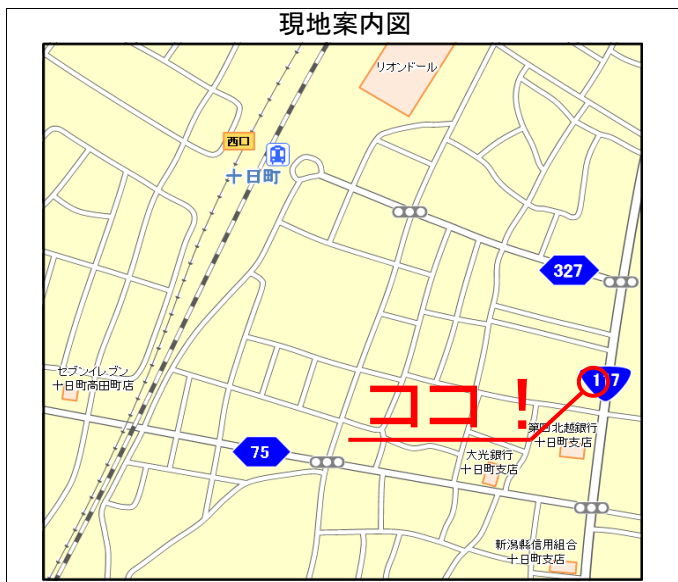 現地案内図
リオンドール
西口
十日町
327
セブンイレブン
十日町高田町店
117
ココ！
第四北越銀行
十日町支店
75
大光銀行
十日町支店
新潟縣信用組合
十日町支店